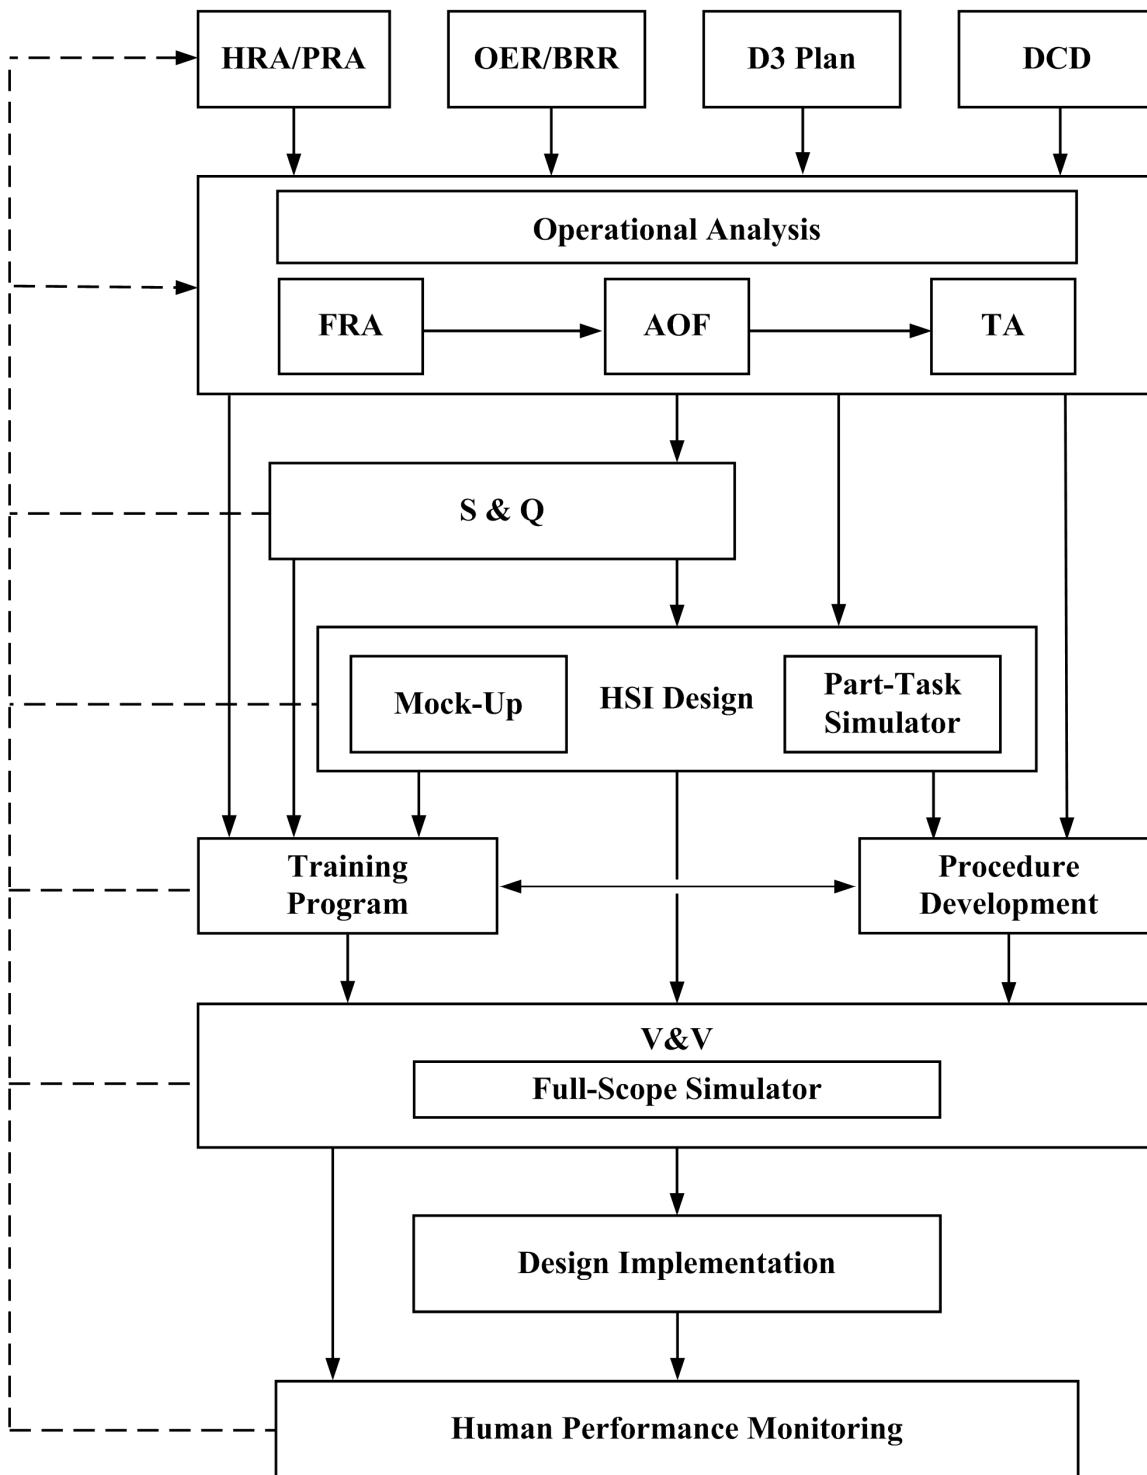 HRA/PRA
OER/BRR
D3 Plan
DCD
Operational Analysis
FRA
AOF
TA
S & Q
Mock-Up
HSI Design
Part-Task
Simulator
Training
Program
Procedure
Development
V&V
Full-Scope Simulator
Design Implementation
Human Performance Monitoring